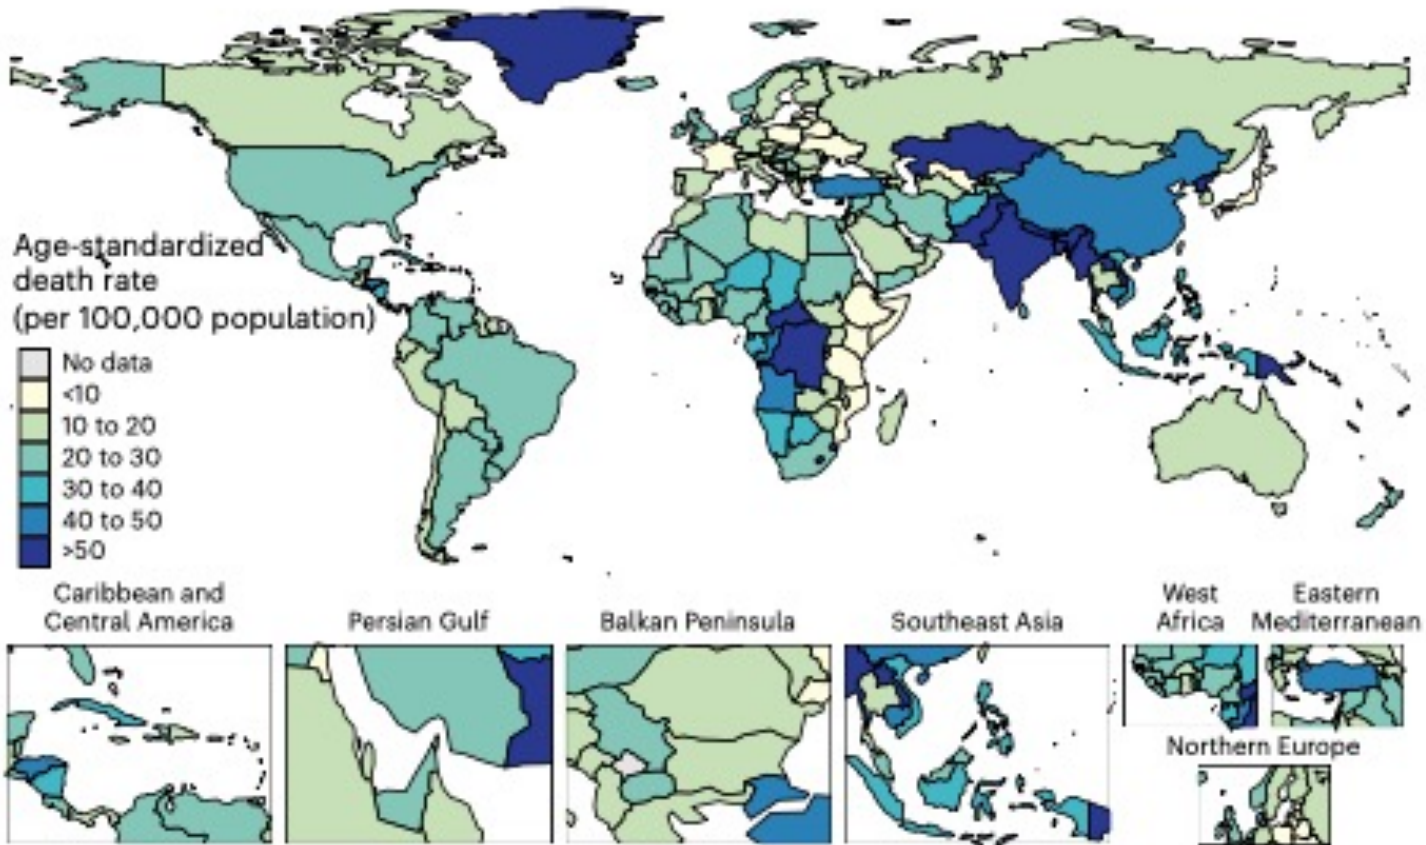 Age-standardized
death rate
(per 100,000 population)
No data
<10
10 to 20
20 to 30
30 to 40
40 to 50
>50
Caribbean and
Central America
Persian Gulf
Balkan Peninsula
Southeast Asia
West
Africa
Eastern
Mediterranean
Northern Europe